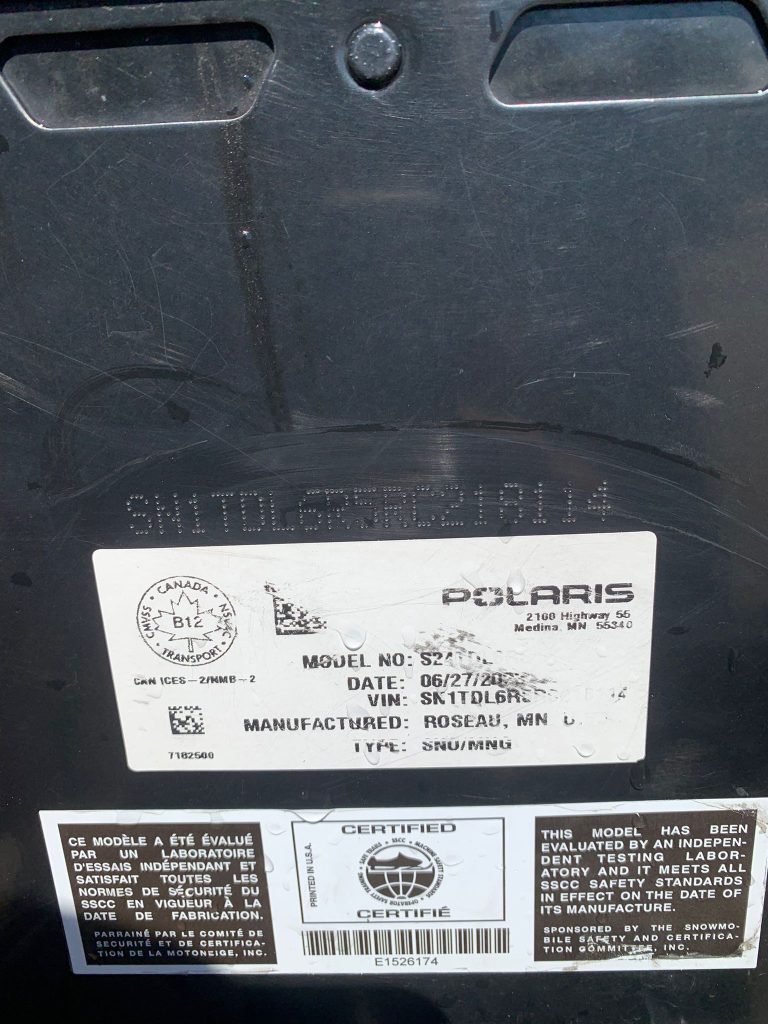 SN1TDL6R5RC218114
CANADA
CMVSS
NSVAC
B12
TRANSPORT
POLARIS
2100 Highway 55
Medina, MN 55340
MODEL NO:
CAN ICES-2/NMB-2
DATE: 06/27/
VIN:
MANUFACTURED: ROSEAU, MN
TYPE: SNO/MNG
7182500
CE MODÈLE A ÉTÉ ÉVALUÉ
PAR UN LABORATOIRE
D'ESSAIS INDÉPENDANT ET
SATISFAIT TOUTES LES
NORMES DE SÉCURITÉ DU
SSCC EN VIGUEUR À LA
DATE DE FABRICATION.
PARRAINÉ PAR LE COMITÉ DE
SÉCURITÉ ET DE CERTIFICA-
TION DE LA MOTONEIGE, INC.
CERTIFIED
PRINTED IN U.S.A.
SSCC
CERTIFIÉ
E1526174
THIS MODEL HAS BEEN
EVALUATED BY AN INDEPEN-
DENT TESTING LABOR-
ATORY AND IT MEETS ALL
SSCC SAFETY STANDARDS
IN EFFECT ON THE DATE OF
ITS MANUFACTURE.
SPONSORED BY THE SNOWMO-
BILE SAFETY AND CERTIFICA-
TION COMMITTEE, INC.